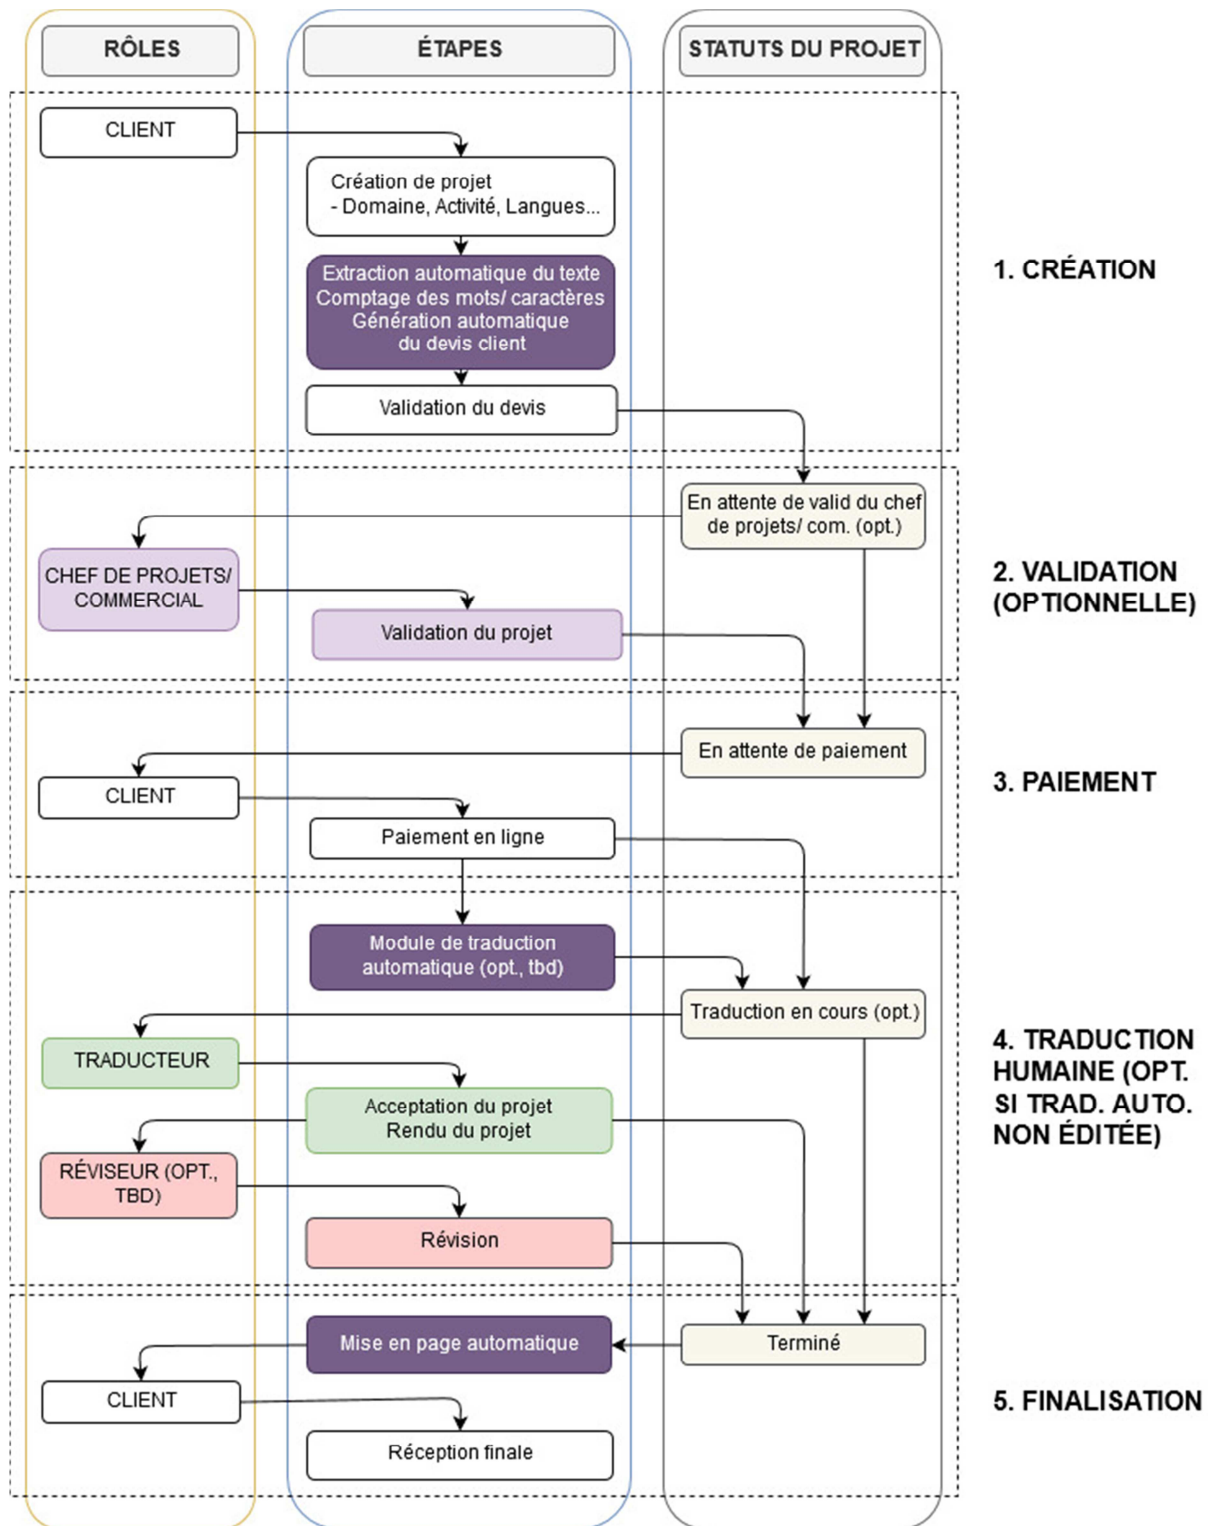 RÔLES
ÉTAPES
STATUTS DU PROJET
CLIENT
Création de projet
- Domaine, Activité, Langues...
Extraction automatique du texte
Comptage des mots/ caractères
Génération automatique
du devis client
Validation du devis
1. CRÉATION
En attente de valid du chef
de projets/ com. (opt.)
CHEF DE PROJETS/
COMMERCIAL
Validation du projet
2. VALIDATION
(OPTIONNELLE)
En attente de paiement
CLIENT
Paiement en ligne
3. PAIEMENT
Module de traduction
automatique (opt., tbd)
Traduction en cours (opt.)
TRADUCTEUR
Acceptation du projet
Rendu du projet
RÉVISEUR (OPT.,
TBD)
Révision
4. TRADUCTION
HUMAINE (OPT.
SI TRAD. AUTO.
NON ÉDITÉE)
Terminé
Mise en page automatique
CLIENT
Réception finale
5. FINALISATION